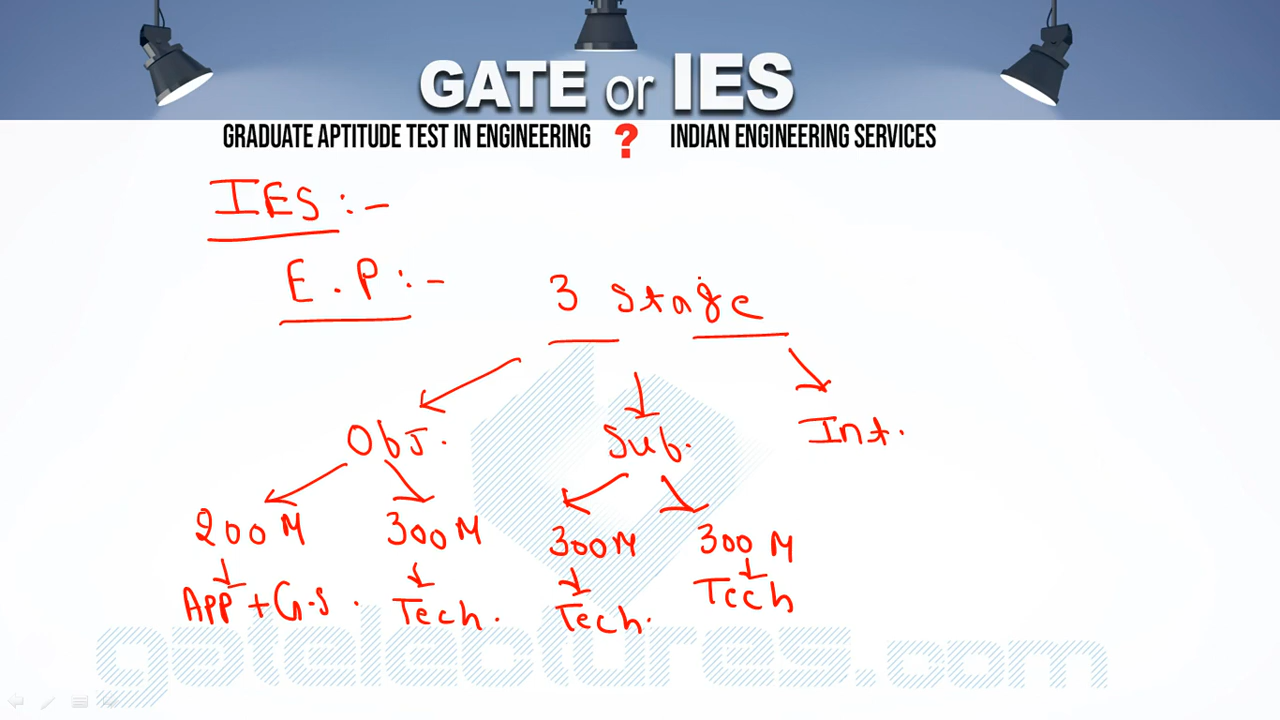 GATE or IES
GRADUATE APTITUDE TEST IN ENGINEERING ? INDIAN ENGINEERING SERVICES
IES :-
E.P :-
3 Stage
Obj. Sub. Int.
200 M 300 M 300 M 300 M
App + G.S. Tech. Tech. Tech
gatelectures.com